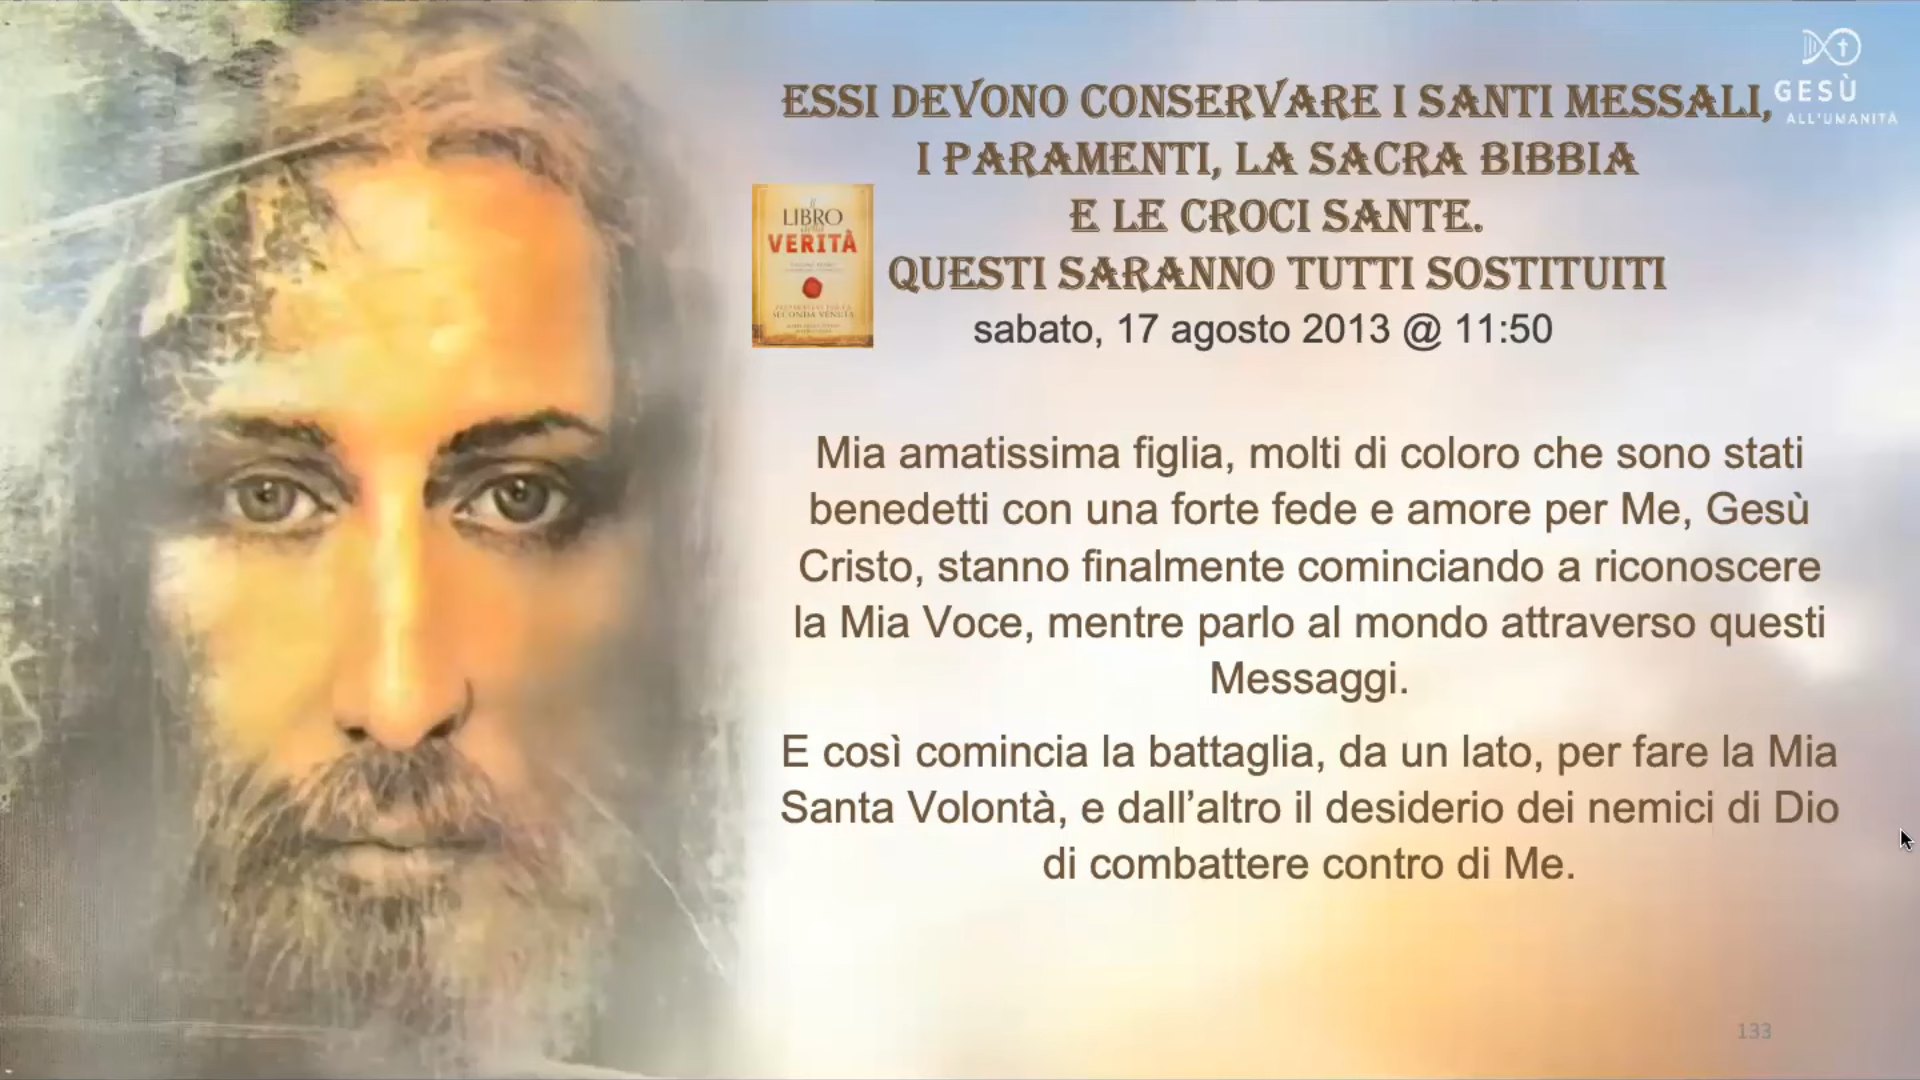 GESÙ
ALL'UMANITÀ
ESSI DEVONO CONSERVARE I SANTI MESSALI,
I PARAMENTI, LA SACRA BIBBIA
E LE CROCI SANTE.
QUESTI SARANNO TUTTI SOSTITUITI
sabato, 17 agosto 2013 @ 11:50
Il
LIBRO
della
VERITÀ
SECONDA VENUTA
Mia amatissima figlia, molti di coloro che sono stati
benedetti con una forte fede e amore per Me, Gesù
Cristo, stanno finalmente cominciando a riconoscere
la Mia Voce, mentre parlo al mondo attraverso questi
Messaggi.
E così comincia la battaglia, da un lato, per fare la Mia
Santa Volontà, e dall’altro il desiderio dei nemici di Dio
di combattere contro di Me.
133